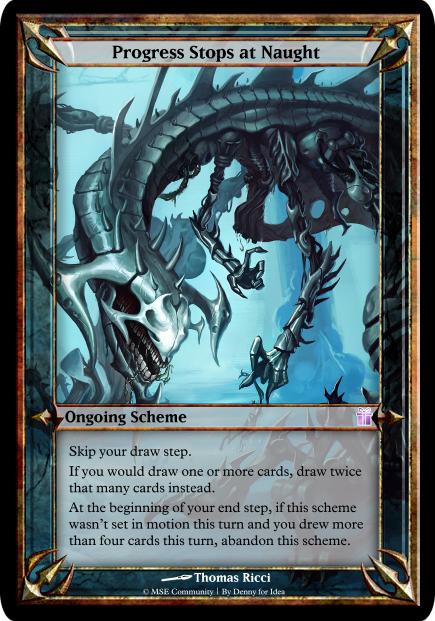 Progress Stops at Naught
Ongoing Scheme
Skip your draw step.
If you would draw one or more cards, draw twice
that many cards instead.
At the beginning of your end step, if this scheme
wasn't set in motion this turn and you drew more
than four cards this turn, abandon this scheme.
Thomas Ricci
© MSE Community | By Denny for Idea